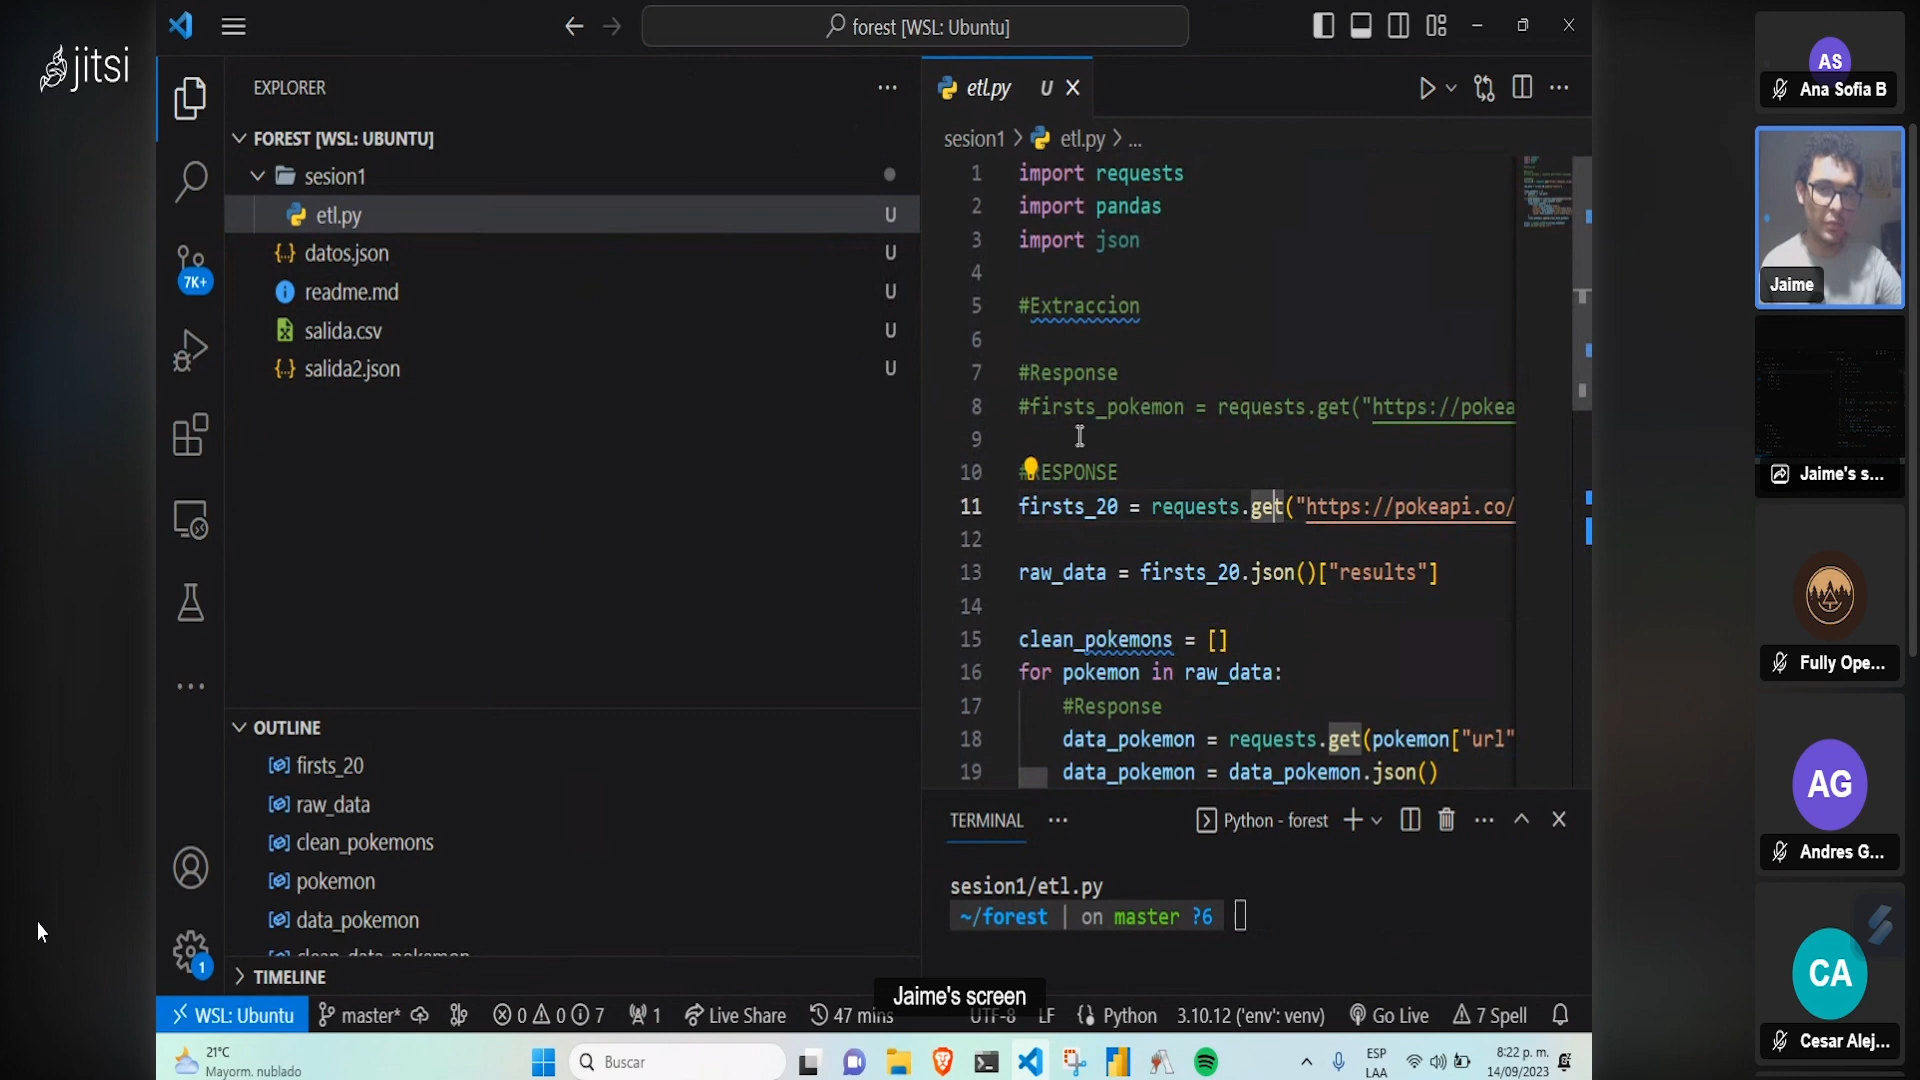 jitsi
forest [WSL: Ubuntu]
EXPLORER
FOREST [WSL: UBUNTU]
sesion1
etl.py U
datos.json U
readme.md U
salida.csv U
salida2.json U
7K+
OUTLINE
firsts_20
raw_data
clean_pokemons
pokemon
data_pokemon
clean_data_pokemon
TIMELINE
1
etl.py U
sesion1 > etl.py > ...
1 import requests
2 import pandas
3 import json
4
5 #Extraccion
6
7 #Response
8 #firsts_pokemon = requests.get("https://pokea
9
10 #RESPONSE
11 firsts_20 = requests.get("https://pokeapi.co/
12
13 raw_data = firsts_20.json()["results"]
14
15 clean_pokemons = []
16 for pokemon in raw_data:
17 #Response
18 data_pokemon = requests.get(pokemon["url"
19 data_pokemon = data_pokemon.json()
TERMINAL
Python - forest
sesion1/etl.py
~/forest | on master ?6
Jaime's screen
WSL: Ubuntu
master*
0 0 7
1
Live Share
47 mins
UTF-8
LF
Python
3.10.12 ('env': venv)
Go Live
7 Spell
21°C
Mayorm. nublado
Buscar
ESP
LAA
8:22 p. m.
14/09/2023
AS
Ana Sofia B
Jaime
Jaime's s...
Fully Ope...
AG
Andres G...
CA
Cesar Alej...